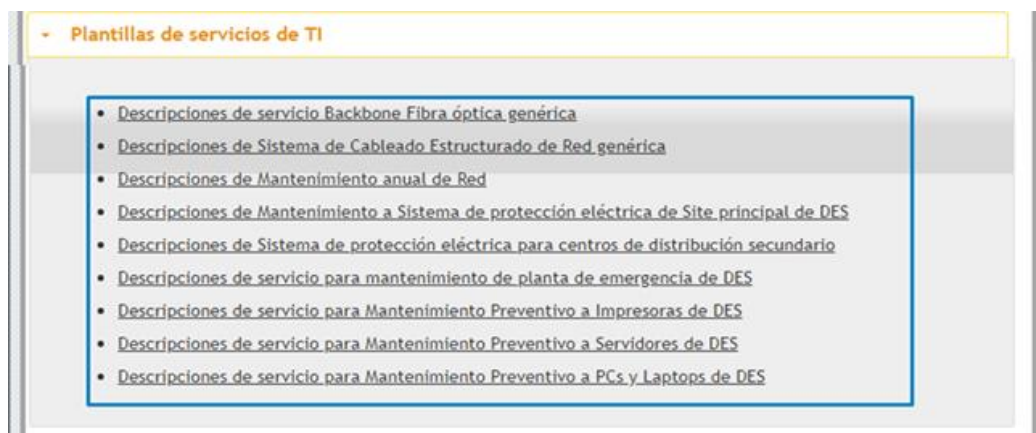 Plantillas de servicios de TI
Descripciones de servicio Backbone Fibra óptica genérica
Descripciones de Sistema de Cableado Estructurado de Red genérica
Descripciones de Mantenimiento anual de Red
Descripciones de Mantenimiento a Sistema de protección eléctrica de Site principal de DES
Descripciones de Sistema de protección eléctrica para centros de distribución secundario
Descripciones de servicio para mantenimiento de planta de emergencia de DES
Descripciones de servicio para Mantenimiento Preventivo a Impresoras de DES
Descripciones de servicio para Mantenimiento Preventivo a Servidores de DES
Descripciones de servicio para Mantenimiento Preventivo a PCs y Laptops de DES